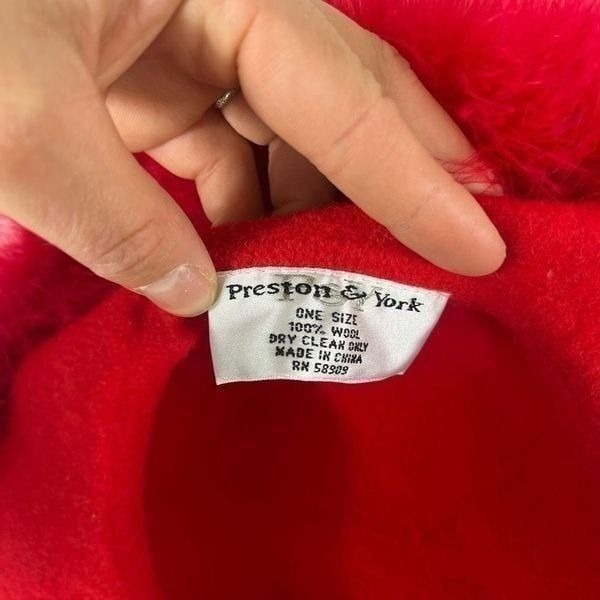 Preston & York
ONE SIZE
100% WOOL
DRY CLEAN ONLY
MADE IN CHINA
RN 58909